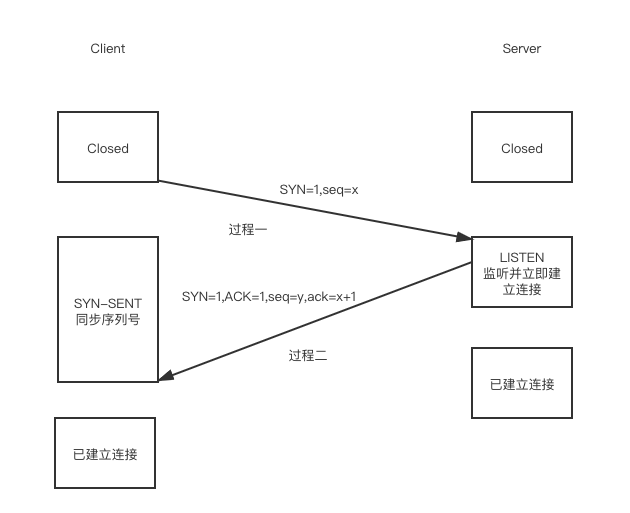 Client
Server
Closed
Closed
SYN=1,seq=x
过程一
LISTEN
监听并立即建
立连接
SYN-SENT
同步序列号
SYN=1,ACK=1,seq=y,ack=x+1
过程二
已建立连接
已建立连接